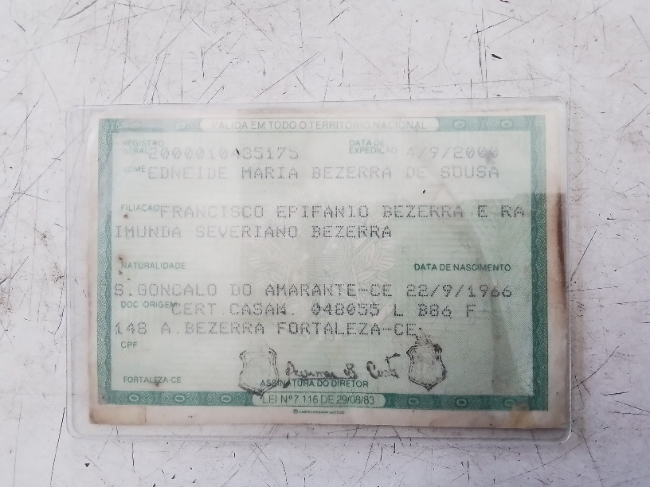 VÁLIDA EM TODO O TERRITÓRIO NACIONAL
REGISTRO GERAL 2000010485175 DATA DE EXPEDIÇÃO 4/9/2000
NOME EDNEIDE MARIA BEZERRA DE SOUSA
FILIAÇÃO FRANCISCO EPIFANIO BEZERRA E RA
IMUNDA SEVERIANO BEZERRA
NATURALIDADE DATA DE NASCIMENTO
S.GONCALO DO AMARANTE-CE 22/9/1966
DOC ORIGEM CERT.CASAM. 048055 L B86 F
148 A.BEZERRA FORTALEZA-CE
CPF
FORTALEZA-CE ASSINATURA DO DIRETOR
LEI Nº 7.116 DE 29/08/83